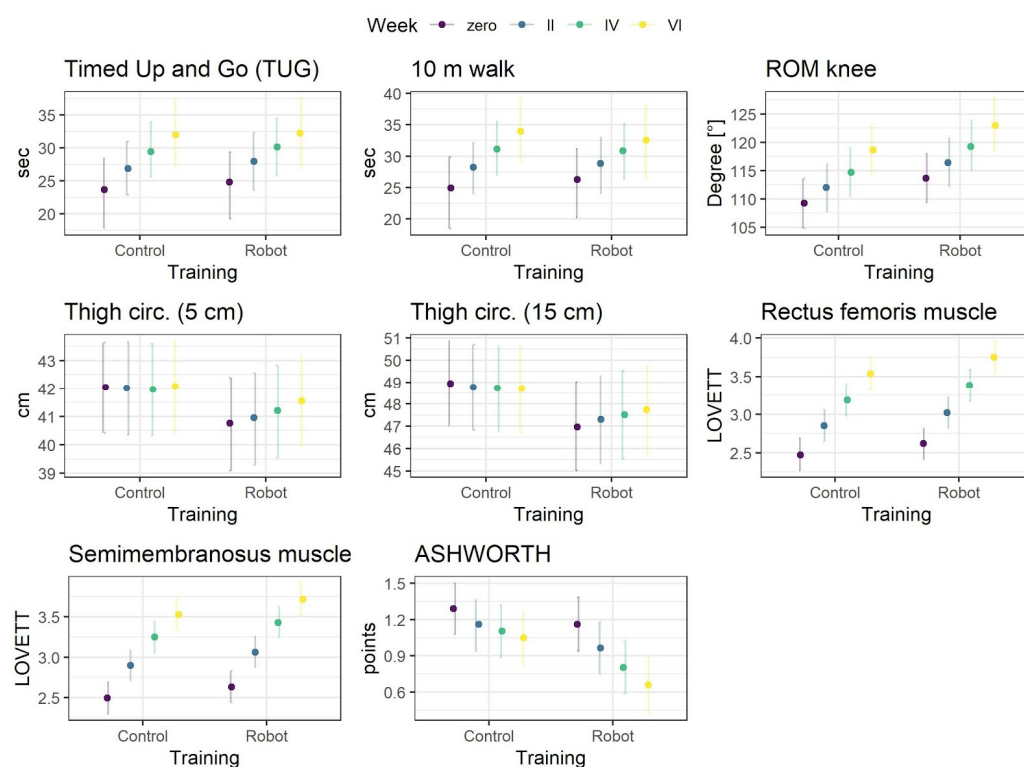 Week zero II IV VI
Timed Up and Go (TUG)
35
30
25
20
sec
Control Robot
Training
10 m walk
40
35
30
25
20
sec
Control Robot
Training
ROM knee
125
120
115
110
105
Degree [°]
Control Robot
Training
Thigh circ. (5 cm)
43
42
41
40
39
cm
Control Robot
Training
Thigh circ. (15 cm)
51
50
49
48
47
46
45
cm
Control Robot
Training
Rectus femoris muscle
4.0
3.5
3.0
2.5
LOVETT
Control Robot
Training
Semimembranosus muscle
3.5
3.0
2.5
LOVETT
Control Robot
Training
ASHWORTH
1.5
1.2
0.9
0.6
points
Control Robot
Training